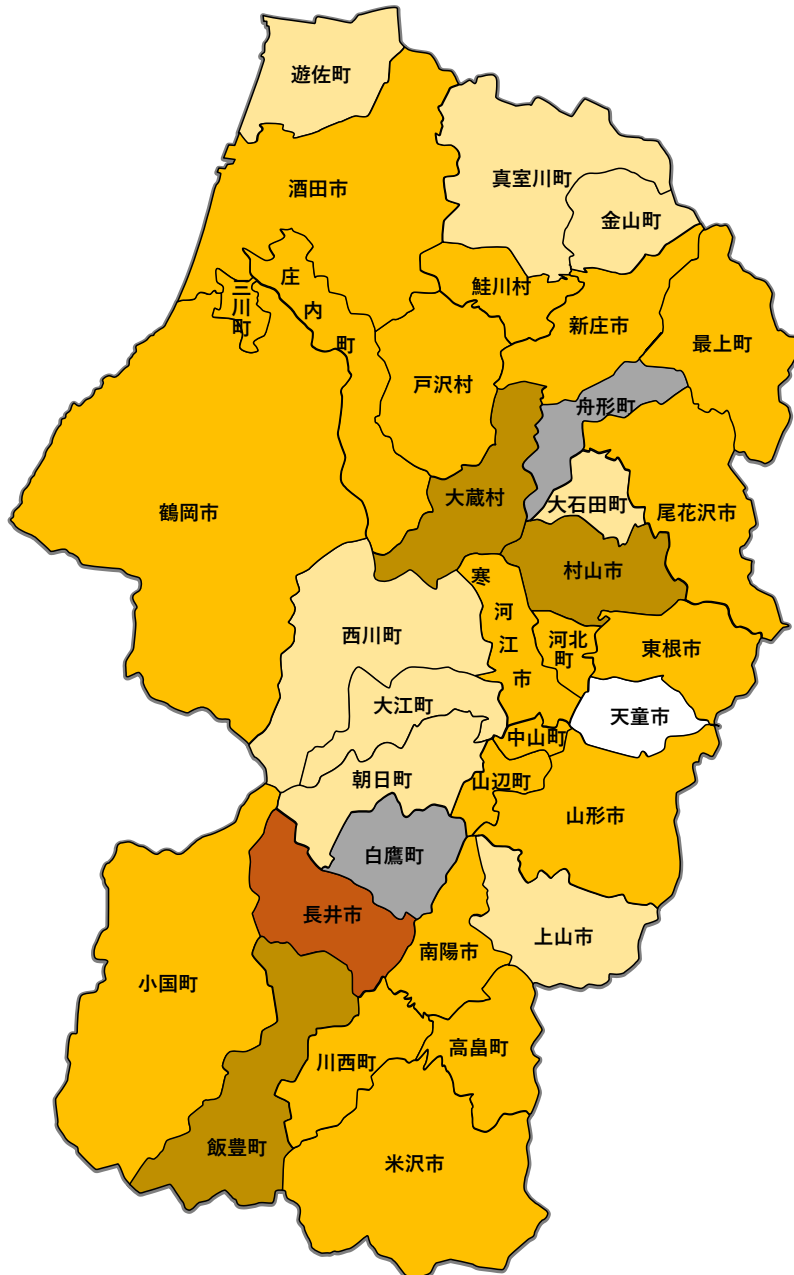 遊佐町
酒田市
真室川町
金山町
庄内町
三川町
鮭川村
新庄市
最上町
戸沢村
舟形町
鶴岡市
大蔵村
大石田町
尾花沢市
村山市
寒河江市
西川町
河北町
東根市
大江町
天童市
中山町
朝日町
山辺町
山形市
白鷹町
長井市
上山市
南陽市
小国町
川西町
高畠町
飯豊町
米沢市